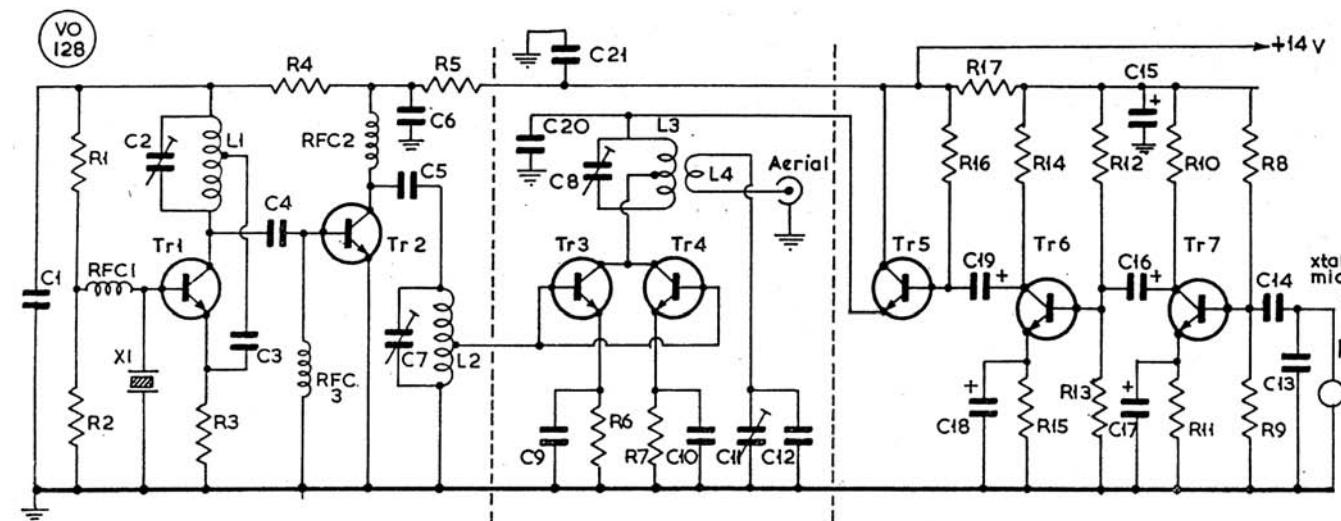 VO
128
+14 V
C21
R4
R5
R17
C15
+
C6
RFC2
C2
L1
R1
C20
L3
R16
R14
R12
R10
R8
C5
C8
L4
Aerial
C4
Tr1
Tr2
Tr3
Tr4
Tr5
Tr6
Tr7
C19
+
C16
+
C14
xtal
mic
RFC1
C1
X1
C3
C7
L2
RFC.
3
C13
R2
R3
C9
R6
R7
C10
C11
C12
+
C18
R15
R13
+
C17
R11
R9